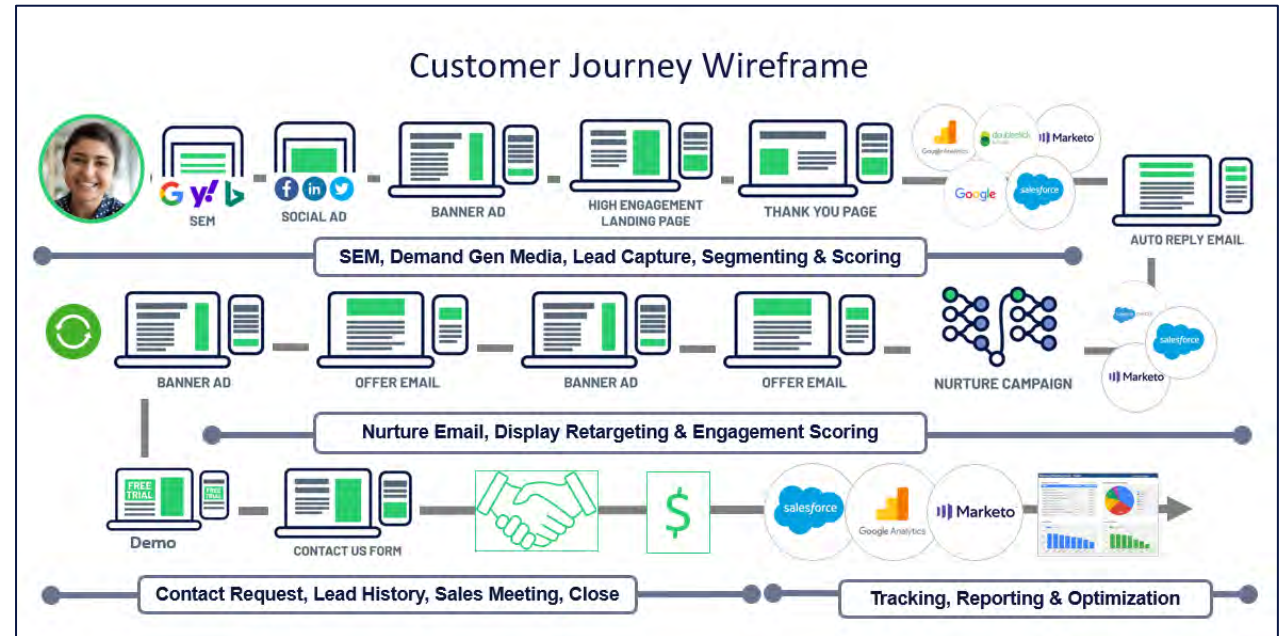 Customer Journey Wireframe
Google Analytics
doubleclick
Marketo
G y! b
Google
salesforce
SEM
SOCIAL AD
BANNER AD
HIGH ENGAGEMENT
LANDING PAGE
THANK YOU PAGE
AUTO REPLY EMAIL
SEM, Demand Gen Media, Lead Capture, Segmenting & Scoring
salesforce
Marketo
BANNER AD
OFFER EMAIL
BANNER AD
OFFER EMAIL
NURTURE CAMPAIGN
Nurture Email, Display Retargeting & Engagement Scoring
FREE
TRIAL
FREE
TRIAL
Demo
CONTACT US FORM
$
salesforce
Google Analytics
Marketo
Contact Request, Lead History, Sales Meeting, Close
Tracking, Reporting & Optimization